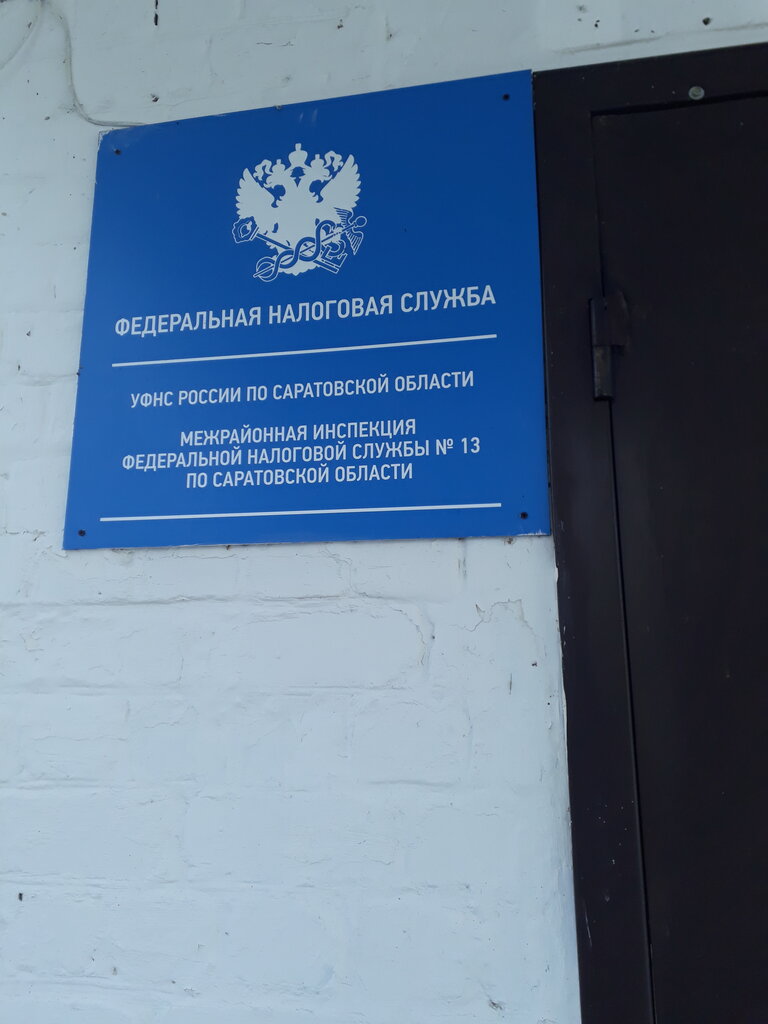 ФЕДЕРАЛЬНАЯ НАЛОГОВАЯ СЛУЖБА
УФНС РОССИИ ПО САРАТОВСКОЙ ОБЛАСТИ
МЕЖРАЙОННАЯ ИНСПЕКЦИЯ
ФЕДЕРАЛЬНОЙ НАЛОГОВОЙ СЛУЖБЫ № 13
ПО САРАТОВСКОЙ ОБЛАСТИ